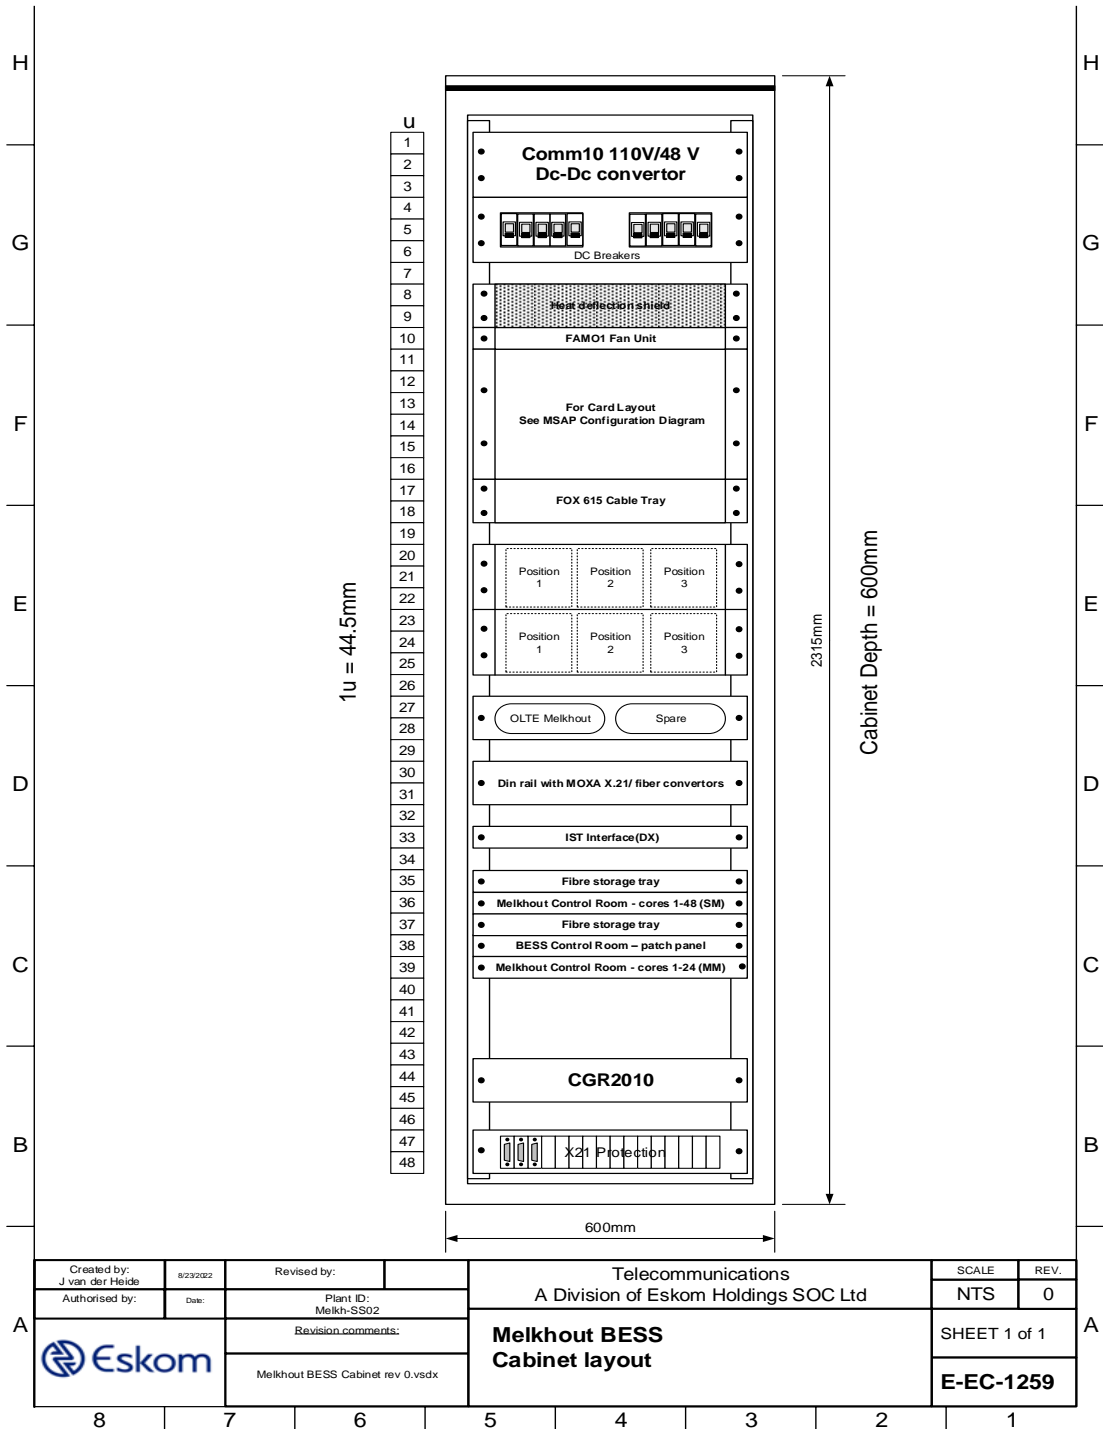 H
H
G
G
F
F
E
E
D
D
C
C
B
B
A
A
u
1
2
3
4
5
6
7
8
9
10
11
12
13
14
15
16
17
18
19
20
21
22
23
24
25
26
27
28
29
30
31
32
33
34
35
36
37
38
39
40
41
42
43
44
45
46
47
48
1u = 44.5mm
Comm10 110V/48 V
Dc-Dc convertor
DC Breakers
Heat deflection shield
FAMO1 Fan Unit
For Card Layout
See MSAP Configuration Diagram
FOX 615 Cable Tray
Position
1
Position
2
Position
3
Position
1
Position
2
Position
3
OLTE Melkhout
Spare
Din rail with MOXA X.21/ fiber convertors
IST Interface(DX)
Fibre storage tray
Melkhout Control Room - cores 1-48 (SM)
Fibre storage tray
BESS Control Room – patch panel
Melkhout Control Room - cores 1-24 (MM)
CGR2010
X21 Protection
2315mm
Cabinet Depth = 600mm
600mm
Created by:
J van der Heide
8/23/2022
Revised by:
Authorised by:
Date:
Plant ID:
Melkh-SS02
Revision comments:
Melkhout BESS Cabinet rev 0.vsdx
Eskom
Telecommunications
A Division of Eskom Holdings SOC Ltd
Melkhout BESS
Cabinet layout
SCALE
REV.
NTS
0
SHEET 1 of 1
E-EC-1259
8
7
6
5
4
3
2
1